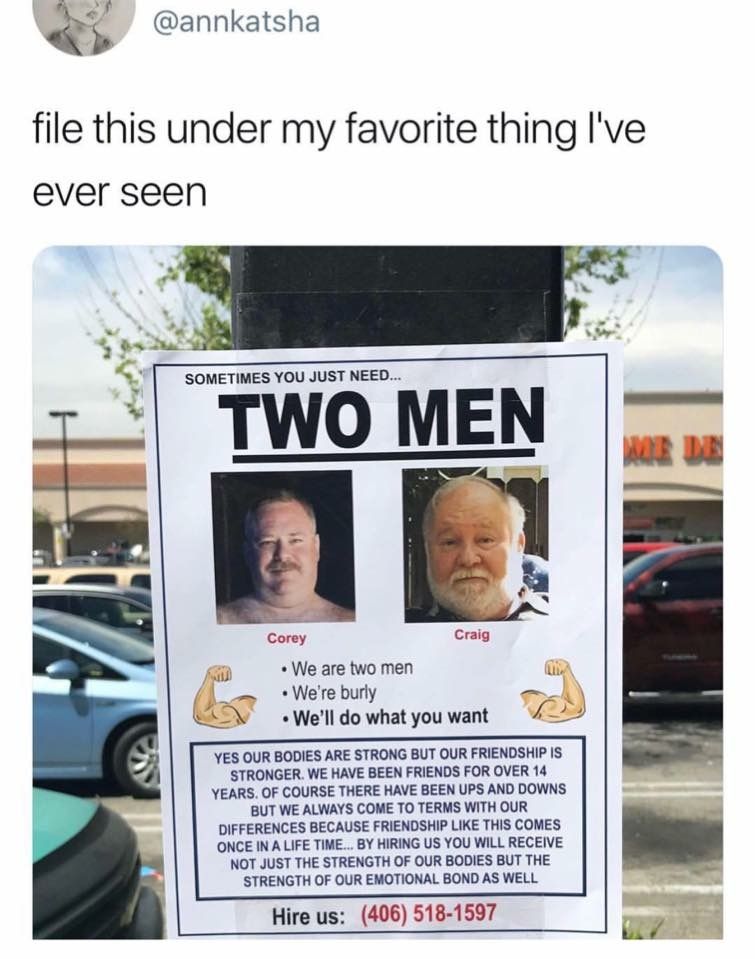 @annkatsha
file this under my favorite thing I've
ever seen
SOMETIMES YOU JUST NEED...
TWO MEN
ME DE
Corey
Craig
• We are two men
• We're burly
• We'll do what you want
YES OUR BODIES ARE STRONG BUT OUR FRIENDSHIP IS
STRONGER. WE HAVE BEEN FRIENDS FOR OVER 14
YEARS. OF COURSE THERE HAVE BEEN UPS AND DOWNS
BUT WE ALWAYS COME TO TERMS WITH OUR
DIFFERENCES BECAUSE FRIENDSHIP LIKE THIS COMES
ONCE IN A LIFE TIME... BY HIRING US YOU WILL RECEIVE
NOT JUST THE STRENGTH OF OUR BODIES BUT THE
STRENGTH OF OUR EMOTIONAL BOND AS WELL
Hire us: (406) 518-1597